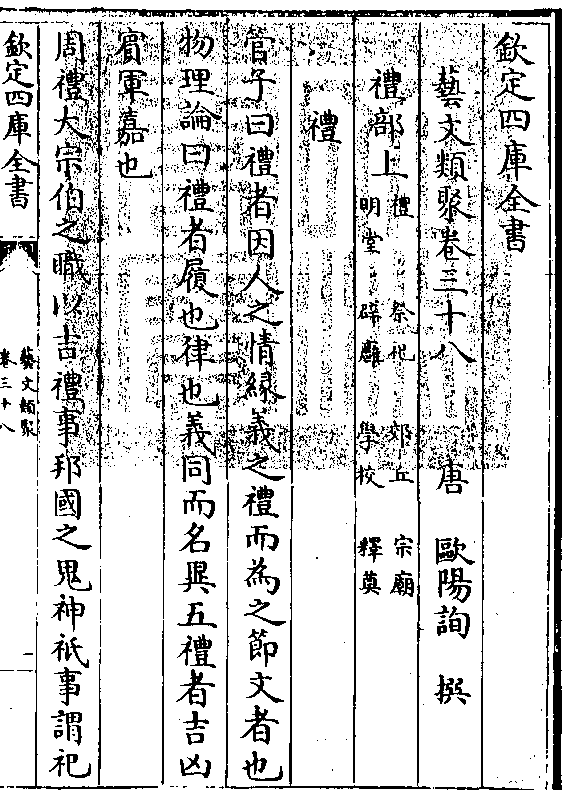 欽定四庫全書
藝文類聚卷三十八　唐　歐陽詢　撰
禮部上　禮　祭祀　郊丘　宗廟
明堂　辟雝　學校　釋奠
禮
管子曰禮者因人之情緣義之禮而為之節文者也
物理論曰禮者履也律也義同而名異五禮者吉凶
賓軍嘉也
周禮大宗伯之職以吉禮事邦國之鬼神祇事謂祀
欽定四庫全書
藝文類聚
卷三十八
一